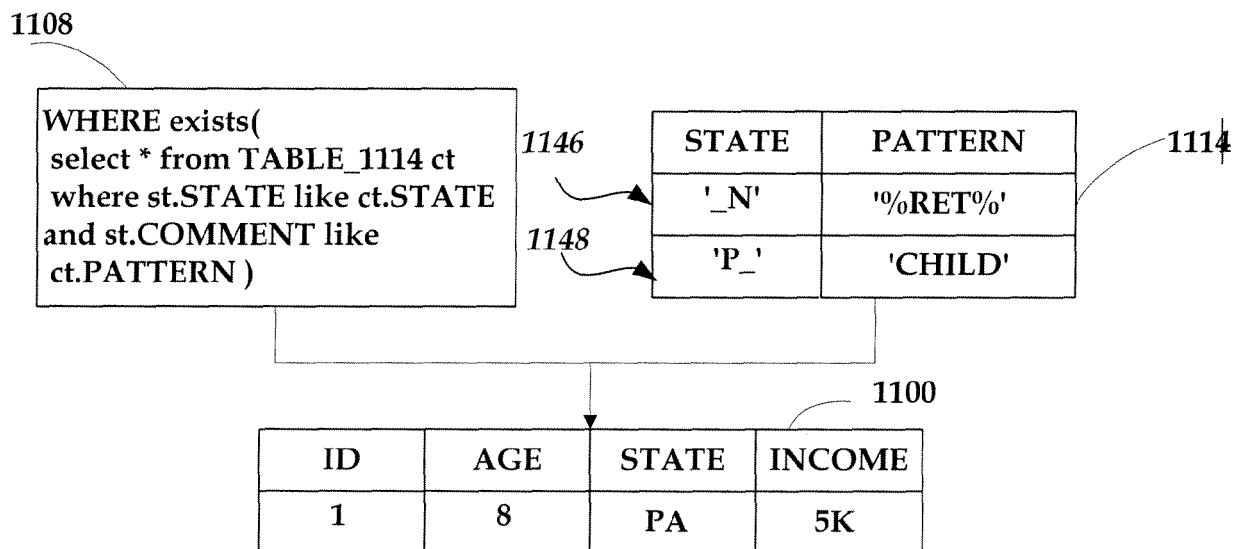 1108
WHERE exists(
select * from TABLE_1114 ct
where st.STATE like ct.STATE
and st.COMMENT like
ct.PATTERN )
1146
1148
STATE PATTERN
'_N' '%RET%'
'P_' 'CHILD'
1114
1100
ID AGE STATE INCOME
1 8 PA 5K